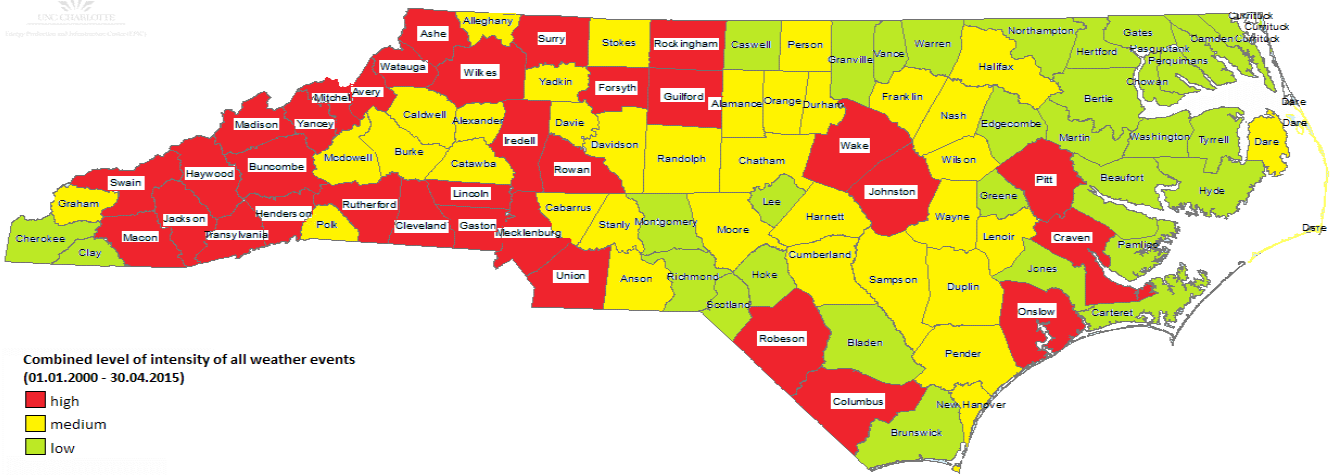 UNC CHARLOTTE
Energy Production and Infrastructure Center (EPIC)
Ashe
Alleghany
Surry
Stokes
Rockingham
Caswell
Person
Granville
Vance
Warren
Northampton
Hertford
Gates
Pasquotank
Camden
Currituck
Currituck
Currituck
Perquimans
Chowan
Watauga
Wilkes
Yadkin
Forsyth
Guilford
Alamance
Orange
Durham
Franklin
Halifax
Bertie
Mitchell
Avery
Yancey
Madison
Caldwell
Alexander
Iredell
Davie
Davidson
Randolph
Chatham
Wake
Nash
Edgecombe
Martin
Washington
Tyrrell
Dare
Dare
Dare
Dare
Swain
Haywood
Buncombe
Mcdowell
Burke
Catawba
Rowan
Johnston
Wilson
Pitt
Beaufort
Hyde
Graham
Jackson
Henderson
Rutherford
Lincoln
Cabarrus
Stanly
Montgomery
Moore
Lee
Harnett
Wayne
Greene
Lenoir
Craven
Pamlico
Cherokee
Clay
Macon
Transylvania
Polk
Cleveland
Gaston
Mecklenburg
Union
Anson
Richmond
Scotland
Hoke
Cumberland
Sampson
Duplin
Jones
Onslow
Carteret
Robeson
Bladen
Pender
Columbus
New Hanover
Brunswick
Combined level of intensity of all weather events
(01.01.2000 - 30.04.2015)
high
medium
low